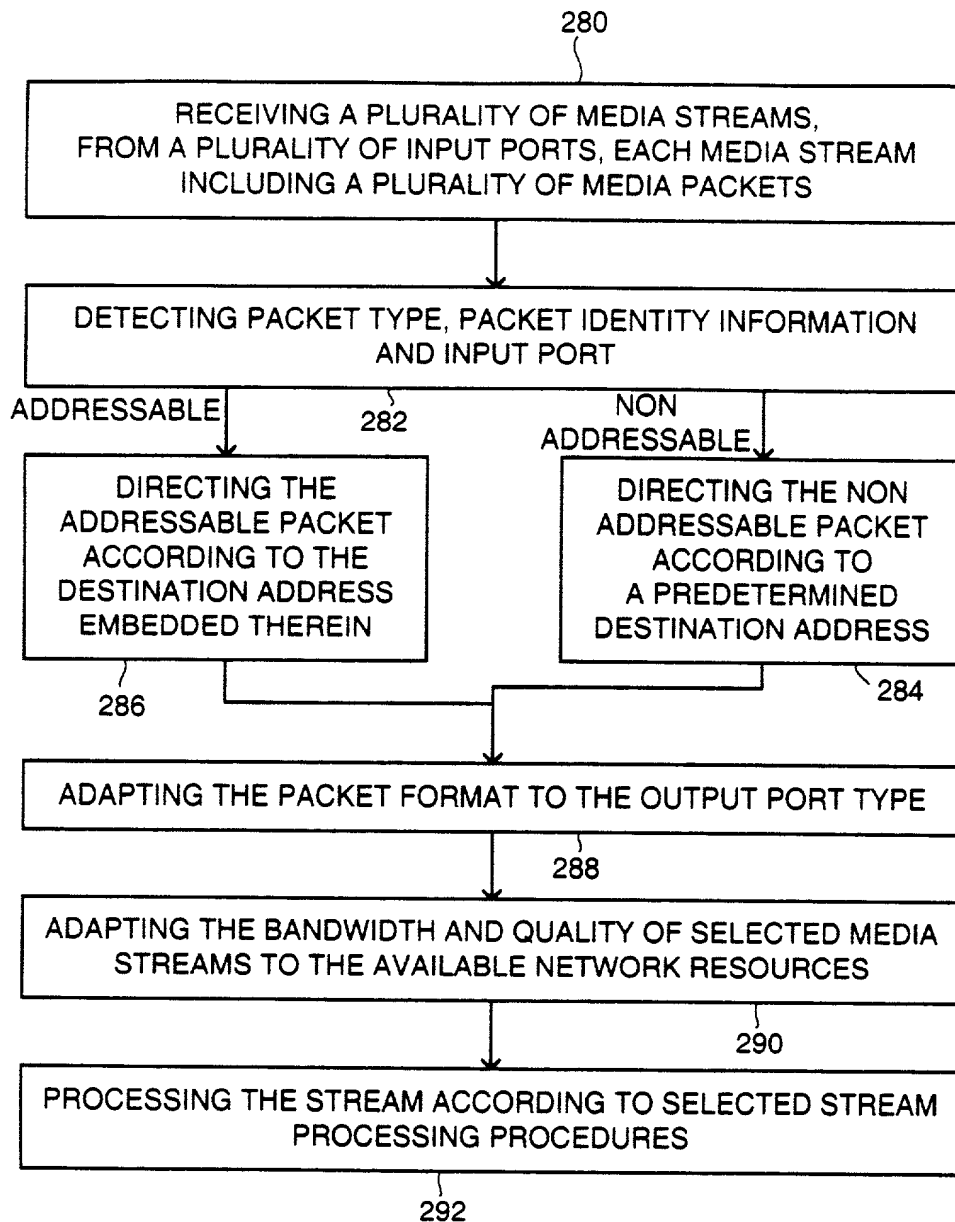 280
RECEIVING A PLURALITY OF MEDIA STREAMS,
FROM A PLURALITY OF INPUT PORTS, EACH MEDIA STREAM
INCLUDING A PLURALITY OF MEDIA PACKETS
DETECTING PACKET TYPE, PACKET IDENTITY INFORMATION
AND INPUT PORT
282
ADDRESSABLE
NON
ADDRESSABLE
DIRECTING THE
ADDRESSABLE PACKET
ACCORDING TO THE
DESTINATION ADDRESS
EMBEDDED THEREIN
286
DIRECTING THE NON
ADDRESSABLE PACKET
ACCORDING TO
A PREDETERMINED
DESTINATION ADDRESS
284
ADAPTING THE PACKET FORMAT TO THE OUTPUT PORT TYPE
288
ADAPTING THE BANDWIDTH AND QUALITY OF SELECTED MEDIA
STREAMS TO THE AVAILABLE NETWORK RESOURCES
290
PROCESSING THE STREAM ACCORDING TO SELECTED STREAM
PROCESSING PROCEDURES
292